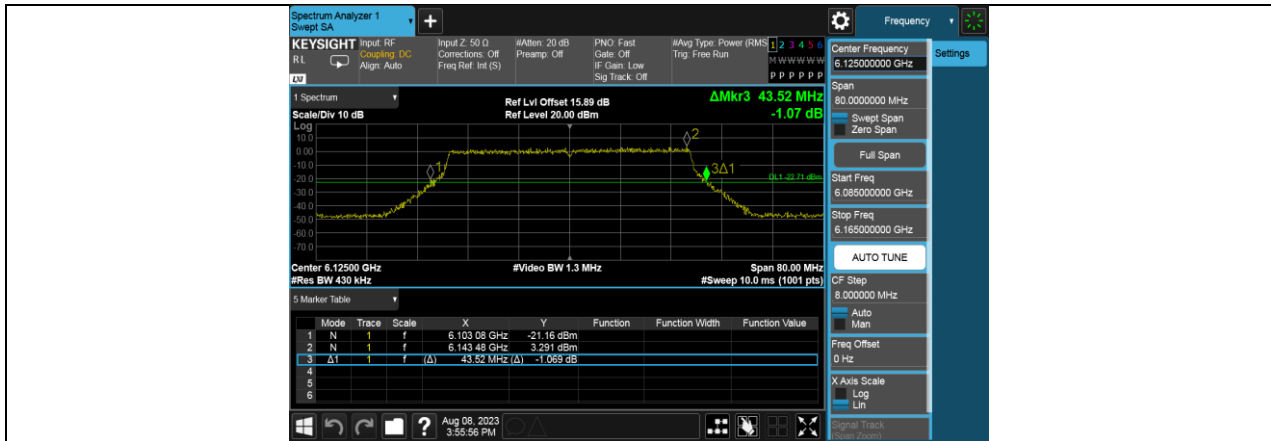 Spectrum Analyzer 1
Swept SA
Frequency
KEYSIGHT
RL
LXI
Input: RF
Coupling: DC
Align: Auto
Input Z: 50 Ω
Corrections: Off
Freq Ref: Int (S)
#Atten: 20 dB
Preamp: Off
PNO: Fast
Gate: Off
IF Gain: Low
Sig Track: Off
#Avg Type: Power (RMS
Trig: Free Run
1 2 3 4 5 6
M W W W W W
P P P P P P
1 Spectrum
Scale/Div 10 dB
Ref Lvl Offset 15.89 dB
Ref Level 20.00 dBm
ΔMkr3 43.52 MHz
-1.07 dB
Log
10.0
0.00
-10.0
-20.0
-30.0
-40.0
-50.0
-60.0
-70.0
1
2
3Δ1
DL1 -22.71 dBm
Center 6.12500 GHz
#Res BW 430 kHz
#Video BW 1.3 MHz
Span 80.00 MHz
#Sweep 10.0 ms (1001 pts)
5 Marker Table
Mode Trace Scale X Y Function Function Width Function Value
1 N 1 f 6.103 08 GHz -21.16 dBm
2 N 1 f 6.143 48 GHz 3.291 dBm
3 Δ1 1 f (Δ) 43.52 MHz (Δ) -1.069 dB
4
5
6
?
Aug 08, 2023
3:55:56 PM
Settings
Center Frequency
6.125000000 GHz
Span
80.0000000 MHz
Swept Span
Zero Span
Full Span
Start Freq
6.085000000 GHz
Stop Freq
6.165000000 GHz
AUTO TUNE
CF Step
8.000000 MHz
Auto
Man
Freq Offset
0 Hz
X Axis Scale
Log
Lin
Signal Track
(Span Zoom)